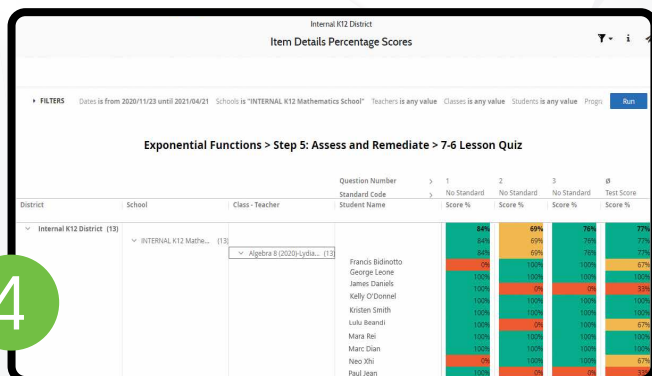 Internal K12 District
Item Details Percentage Scores
i
FILTERS Dates is from 2020/11/23 until 2021/04/21 Schools is "INTERNAL K12 Mathematics School" Teachers is any value Classes is any value Students is any value Progra Run
Exponential Functions > Step 5: Assess and Remediate > 7-6 Lesson Quiz
Question Number > 1 2 3 Ø
Standard Code > No Standard No Standard No Standard Test Score
District School Class - Teacher Student Name Score % Score % Score % Score %
Internal K12 District (13) 84% 69% 76% 77%
INTERNAL K12 Mathe... (13) 84% 69% 76% 77%
Algebra 8 (2020)-Lydia... (13) 84% 69% 76% 77%
Francis Bidinotto 0% 100% 100% 67%
George Leone 100% 100% 100% 100%
James Daniels 100% 0% 0% 33%
Kelly O'Donnel 100% 100% 100% 100%
Kristen Smith 100% 100% 100% 100%
Lulu Beandi 100% 0% 100% 67%
Mara Rei 100% 100% 100% 100%
Marc Dian 100% 100% 100% 100%
Neo Xhi 0% 100% 100% 67%
Paul Jean 100% 0% 0% 33%
4